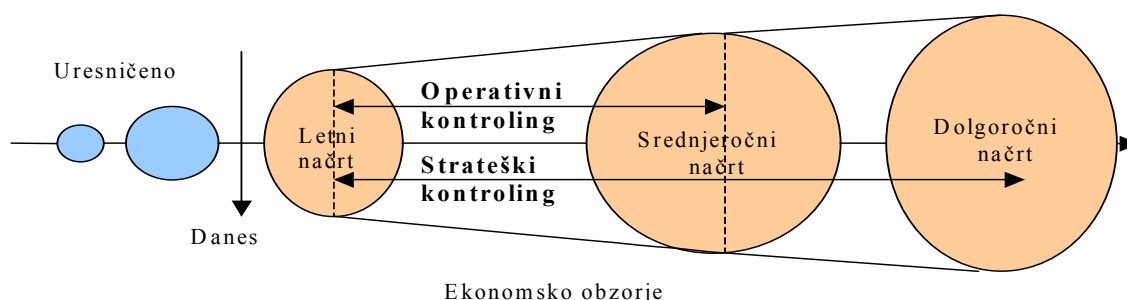 Uresničeno
Danes
Letni
načrt
Operativni
kontroling
Strateški
kontroling
Srednjeročni
načrt
Dolgoročni
načrt
Ekonomsko obzorje